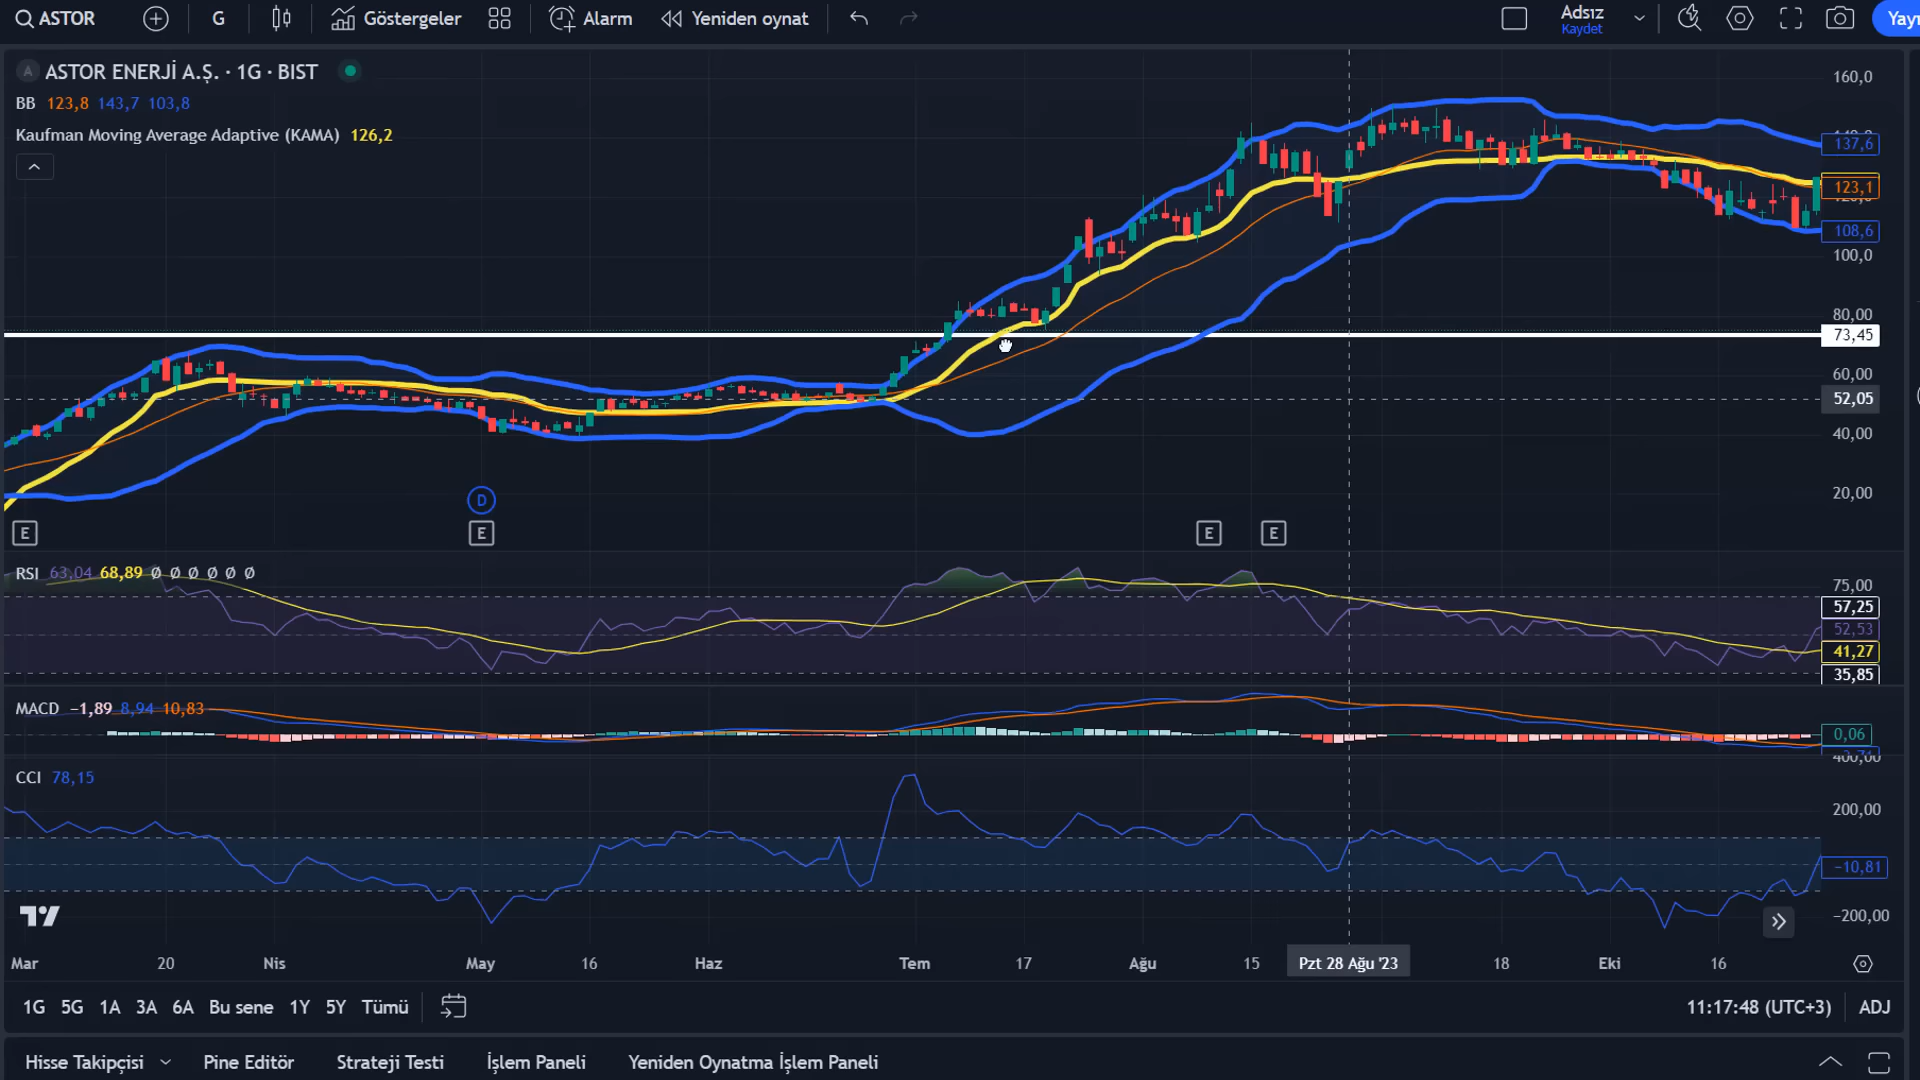 ASTOR G Göstergeler Alarm Yeniden oynat Adsız Kaydet
A ASTOR ENERJİ A.Ş. · 1G · BIST
BB 123,8 143,7 103,8
Kaufman Moving Average Adaptive (KAMA) 126,2
160,0
137,6
123,1
108,6
100,0
80,00
73,45
60,00
52,05
40,00
20,00
D
E E E E
RSI 63,04 68,89 Ø Ø Ø Ø Ø Ø
75,00
57,25
52,53
41,27
35,85
MACD −1,89 8,94 10,83
0,06
400,00
CCI 78,15
200,00
−10,81
−200,00
Mar 20 Nis May 16 Haz Tem 17 Ağu 15 Pzt 28 Ağu '23 18 Eki 16
1G 5G 1A 3A 6A Bu sene 1Y 5Y Tümü 11:17:48 (UTC+3) ADJ
Hisse Takipçisi Pine Editör Strateji Testi İşlem Paneli Yeniden Oynatma İşlem Paneli